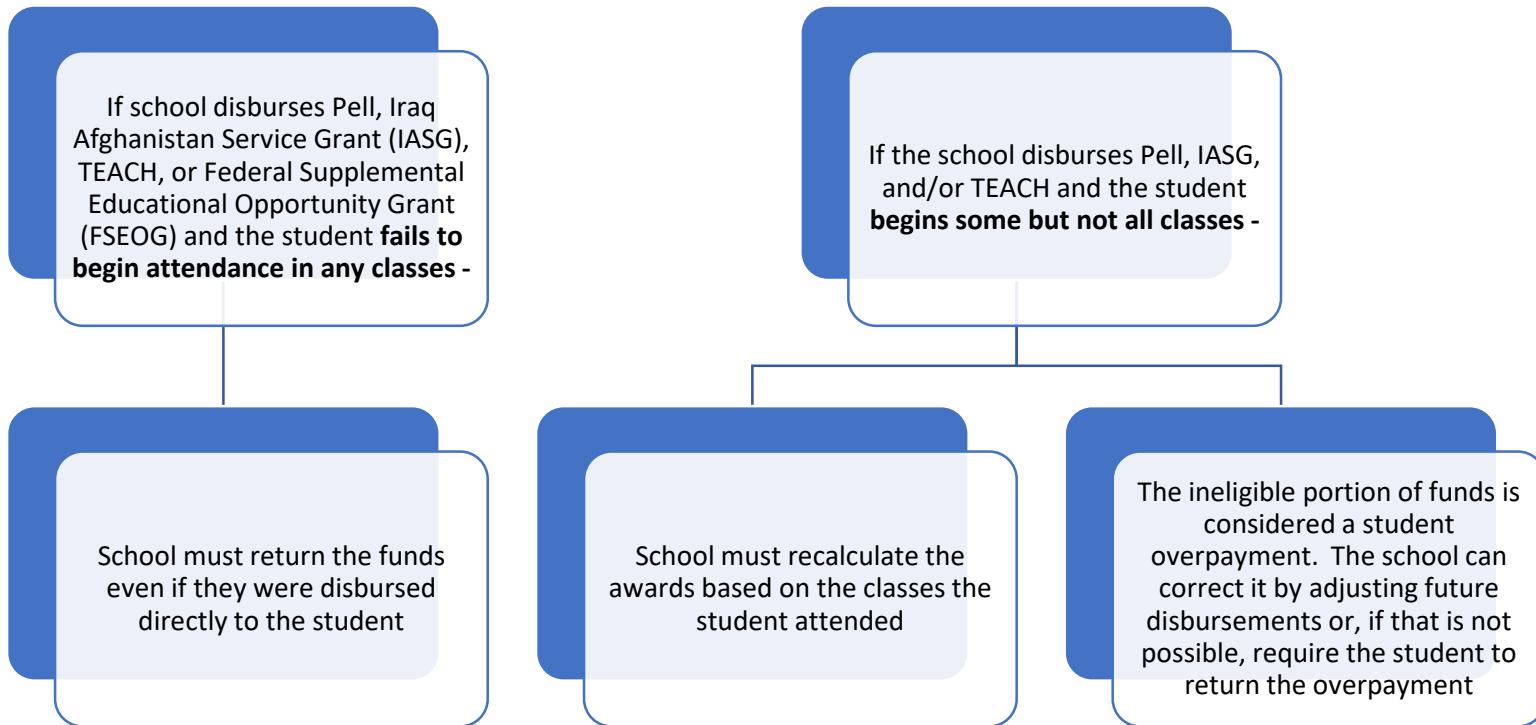 If school disburses Pell, Iraq
Afghanistan Service Grant (IASG),
TEACH, or Federal Supplemental
Educational Opportunity Grant
(FSEOG) and the student fails to
begin attendance in any classes -
If the school disburses Pell, IASG,
and/or TEACH and the student
begins some but not all classes -
School must return the funds
even if they were disbursed
directly to the student
School must recalculate the
awards based on the classes the
student attended
The ineligible portion of funds is
considered a student
overpayment.  The school can
correct it by adjusting future
disbursements or, if that is not
possible, require the student to
return the overpayment